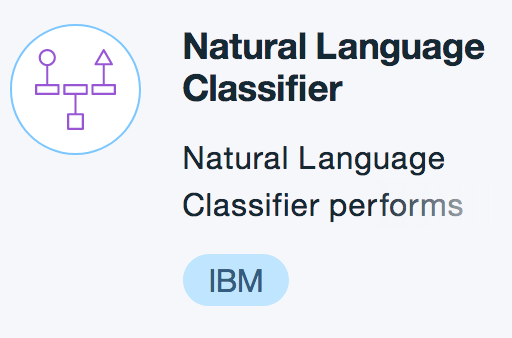 Natural Language
Classifier
Natural Language
Classifier performs
IBM